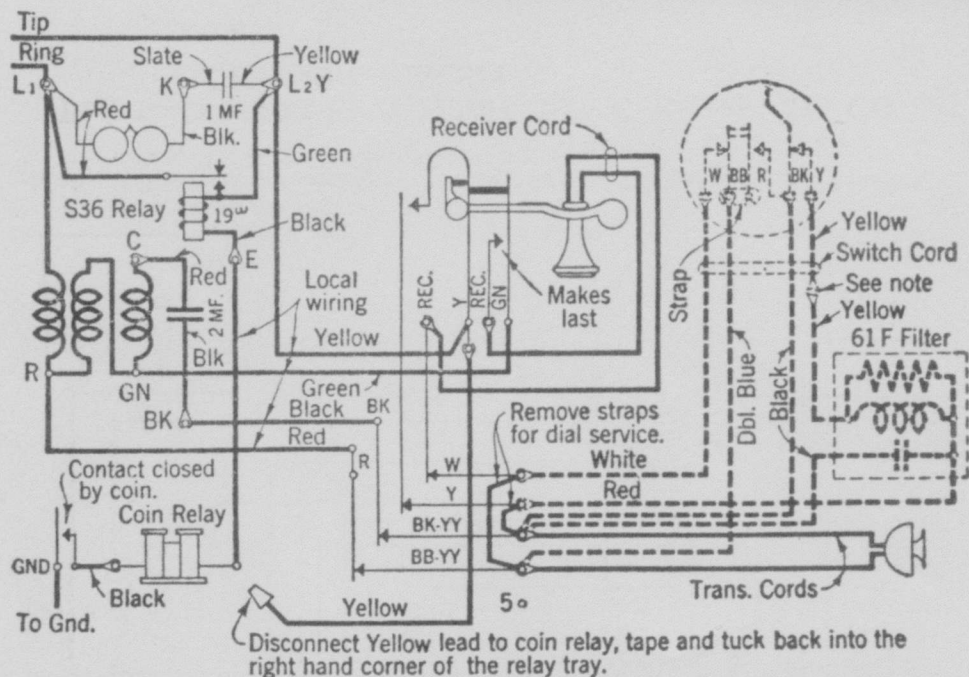 Tip
Ring
L1
Red
Slate
K
1 MF.
Yellow
L2 Y
Blk.
Green
S36 Relay
19ω
Black
C
E
Red
2 MF.
Blk
R
GN
BK
Local
wiring
Yellow
Green
Black
BK
Red
R
Receiver Cord
REC.
Y
REC.
GN
Makes
last
W
BB
R
BK
Y
Strap
Yellow
Switch Cord
See note
Yellow
61F Filter
Dbl. Blue
Black
Remove straps
for dial service.
White
Red
W
Y
BK-YY
BB-YY
Trans. Cords
5
Contact closed
by coin.
Coin Relay
GND
Black
To Gnd.
Yellow
Disconnect Yellow lead to coin relay, tape and tuck back into the
right hand corner of the relay tray.